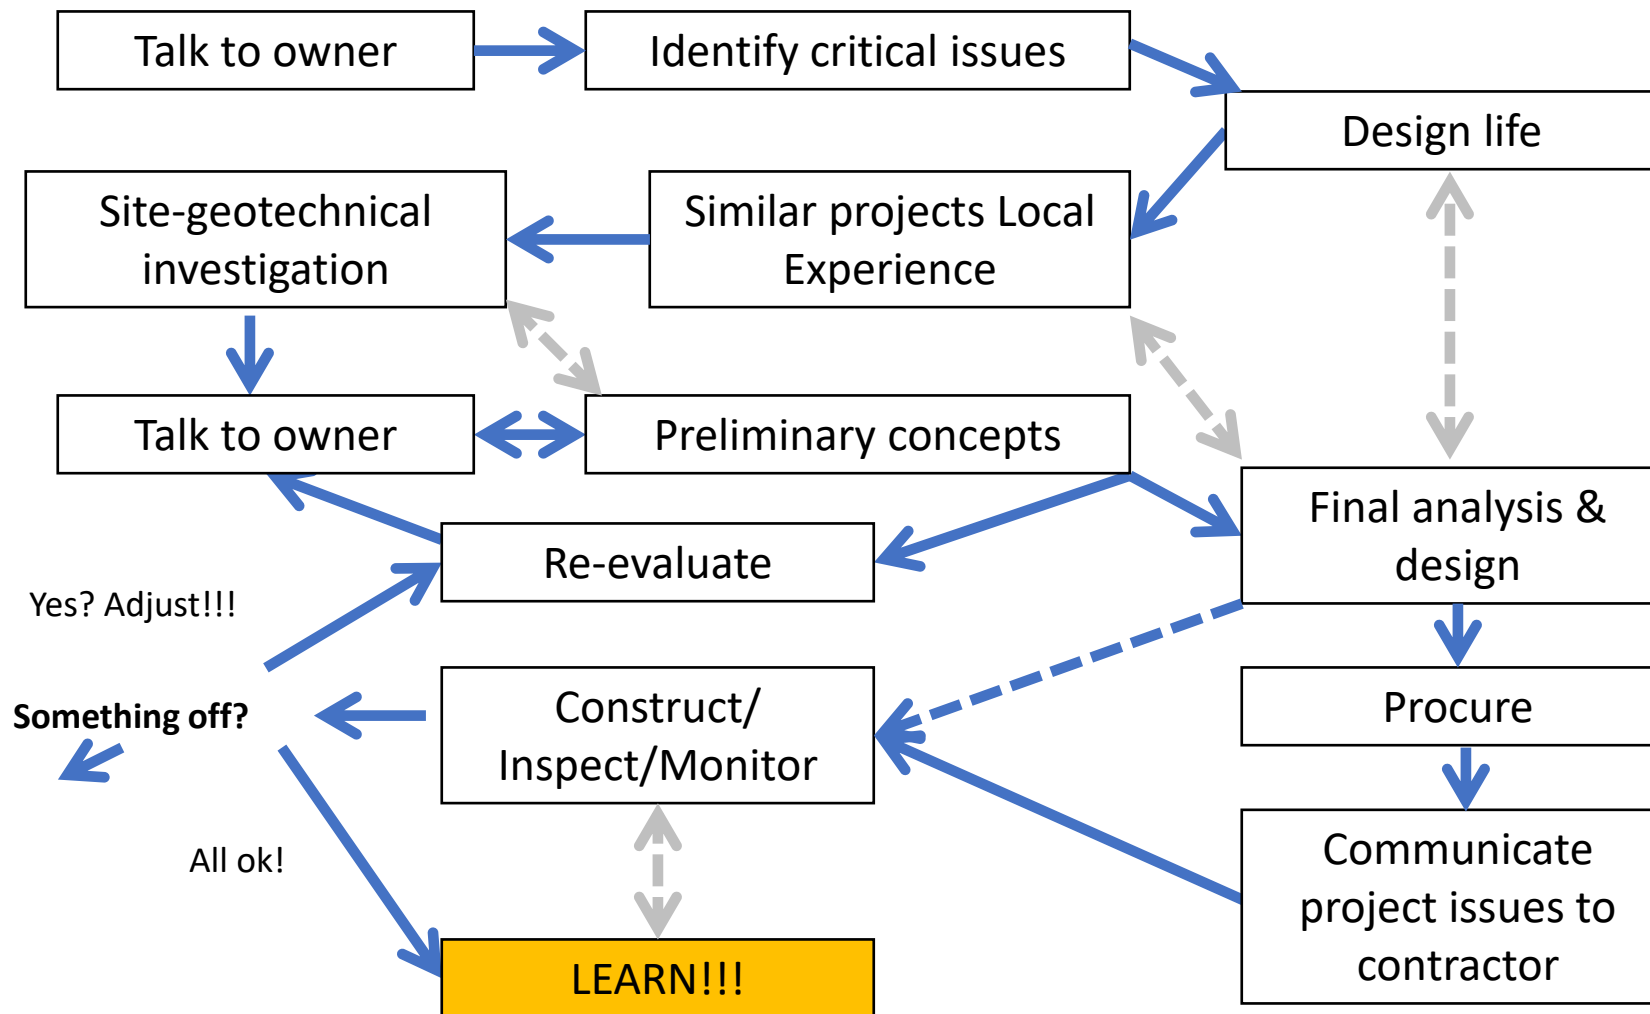 Talk to owner
Identify critical issues
Design life
Site-geotechnical
investigation
Similar projects Local
Experience
Talk to owner
Preliminary concepts
Final analysis &
design
Re-evaluate
Yes? Adjust!!!
Something off?
Construct/
Inspect/Monitor
Procure
All ok!
Communicate
project issues to
contractor
LEARN!!!